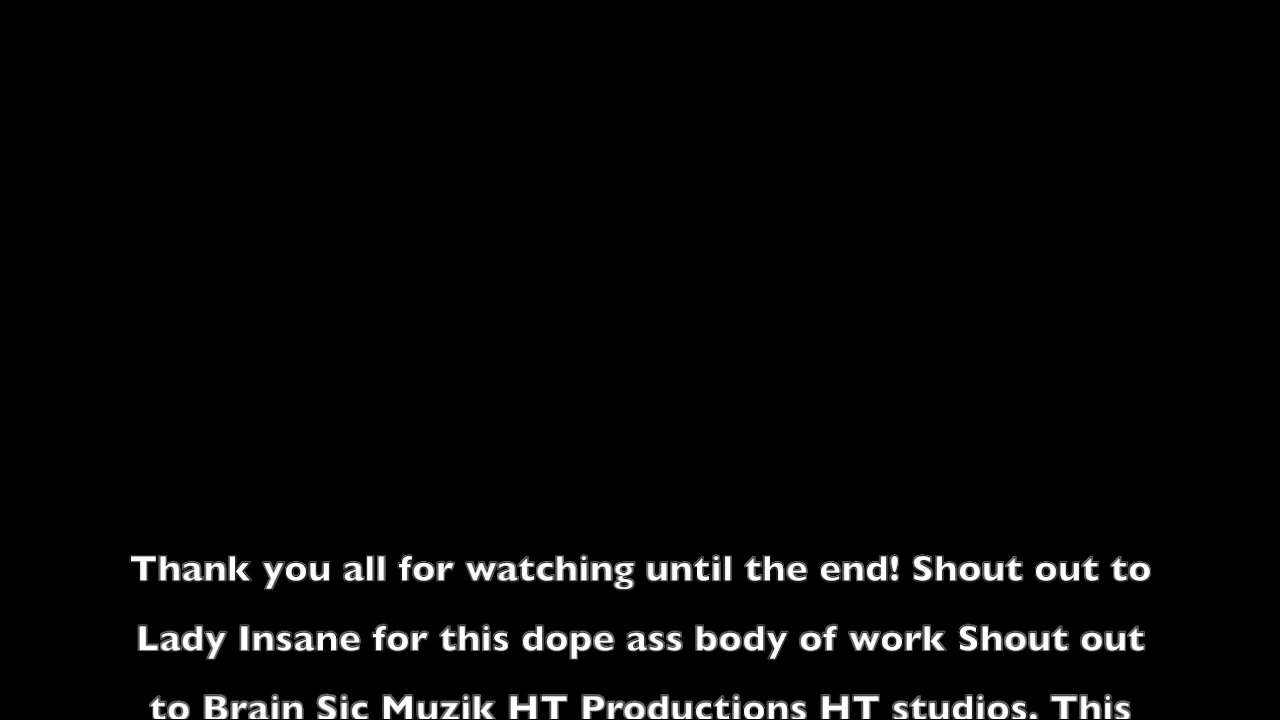 Thank you all for watching until the end! Shout out to
Lady Insane for this dope ass body of work Shout out
to Brain Sic Muzik HT Productions HT studios. This